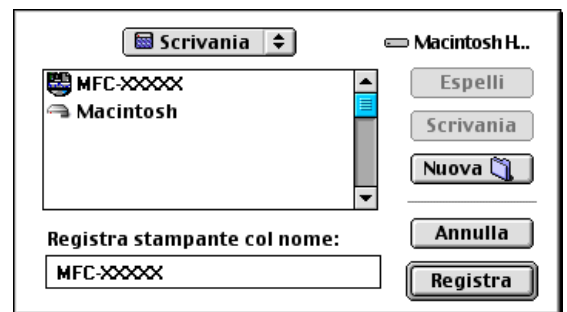 Scrivania
Macintosh H...
MFC-XXXXX
Macintosh
Espelli
Scrivania
Nuova
Registra stampante col nome:
MFC-XXXXX
Annulla
Registra